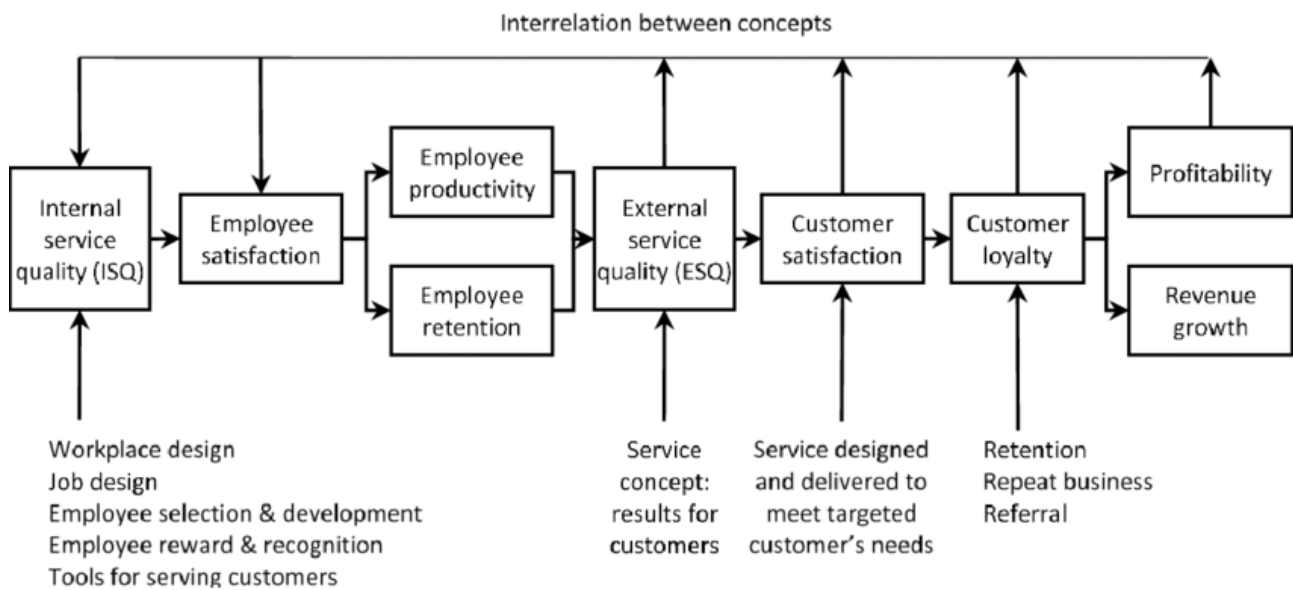 Interrelation between concepts
Internal
service
quality (ISQ)
Employee
satisfaction
Employee
productivity
Employee
retention
External
service
quality (ESQ)
Customer
satisfaction
Customer
loyalty
Profitability
Revenue
growth
Workplace design
Job design
Employee selection & development
Employee reward & recognition
Tools for serving customers
Service
concept:
results for
customers
Service designed
and delivered to
meet targeted
customer's needs
Retention
Repeat business
Referral